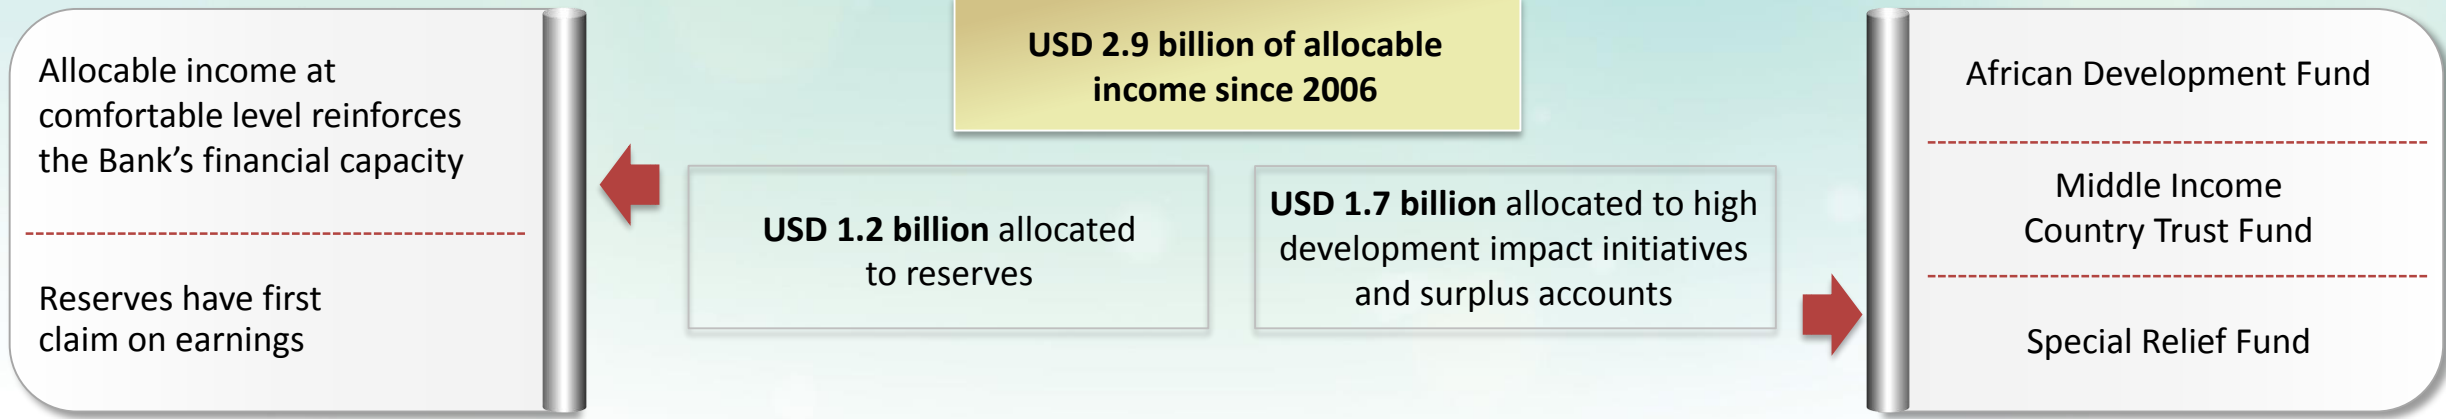 Allocable income at
comfortable level reinforces
the Bank’s financial capacity
Reserves have first
claim on earnings
USD 2.9 billion of allocable
income since 2006
USD 1.2 billion allocated
to reserves
USD 1.7 billion allocated to high
development impact initiatives
and surplus accounts
African Development Fund
Middle Income
Country Trust Fund
Special Relief Fund